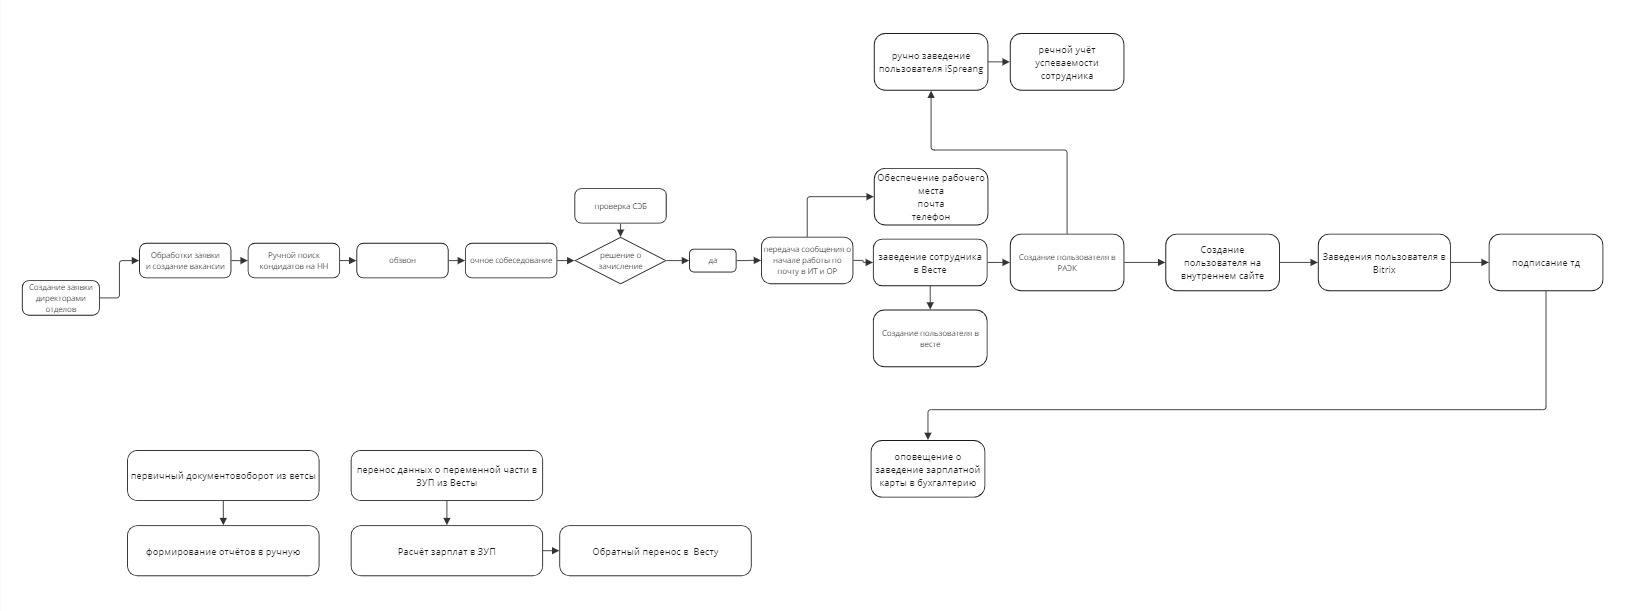 ручно заведение
пользователя iSpreang
речной учёт
успеваемости
сотрудника
Обеспечение рабочего
места
почта
телефон
проверка СЭБ
Создание заявки
директорами
отделов
Обработки заявки
и создание вакансии
Ручной поиск
кондидатов на HH
обзвон
очное собеседование
решение о
зачисление
да
передача сообщения о
начале работы по
почту в ИТ и ОР
заведение сотрудника
в Весте
Создание пользователя в
РАЭК
Создание
пользователя на
внутреннем сайте
Заведения пользователя в
Bitrix
подписание тд
Создание пользователя в
весте
оповещение о
заведение зарплатной
карты в бухгалтерию
первичный документовоборот из ветсы
перенос данных о переменной части в
ЗУП из Весты
формирование отчётов в ручную
Расчёт зарплат в ЗУП
Обратный перенос в Весту